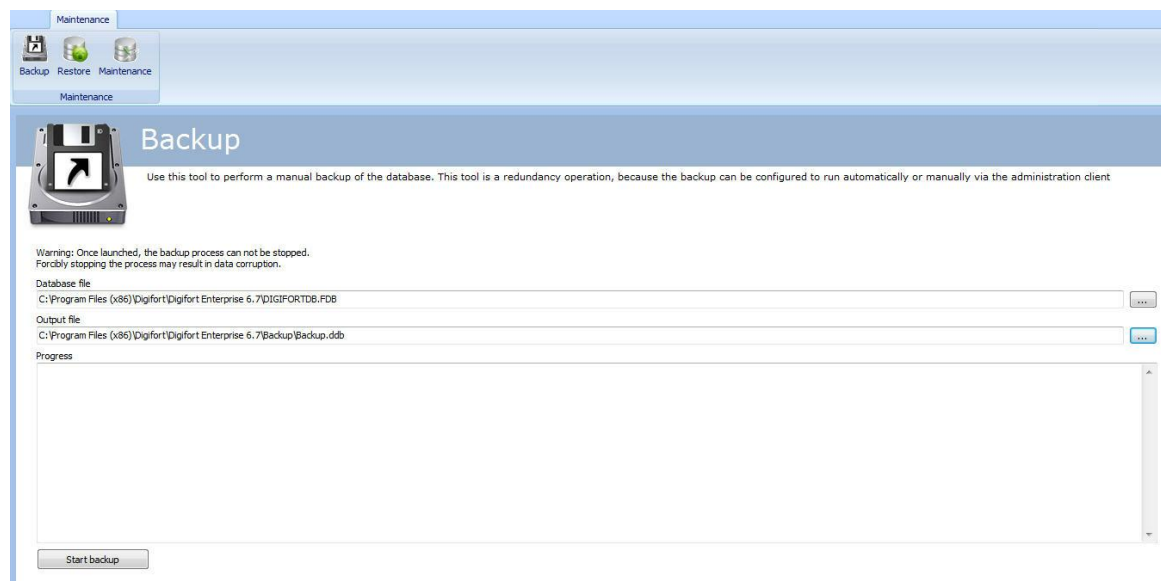 Maintenance
Backup Restore Maintenance
Maintenance
Backup
Use this tool to perform a manual backup of the database. This tool is a redundancy operation, because the backup can be configured to run automatically or manually via the administration client
Warning: Once launched, the backup process can not be stopped.
Forcibly stopping the process may result in data corruption.
Database file
C:\Program Files (x86)\Digifort\Digifort Enterprise 6.7\DIGIFORTDB.FDB
...
Output file
C:\Program Files (x86)\Digifort\Digifort Enterprise 6.7\Backup\Backup.ddb
...
Progress
Start backup